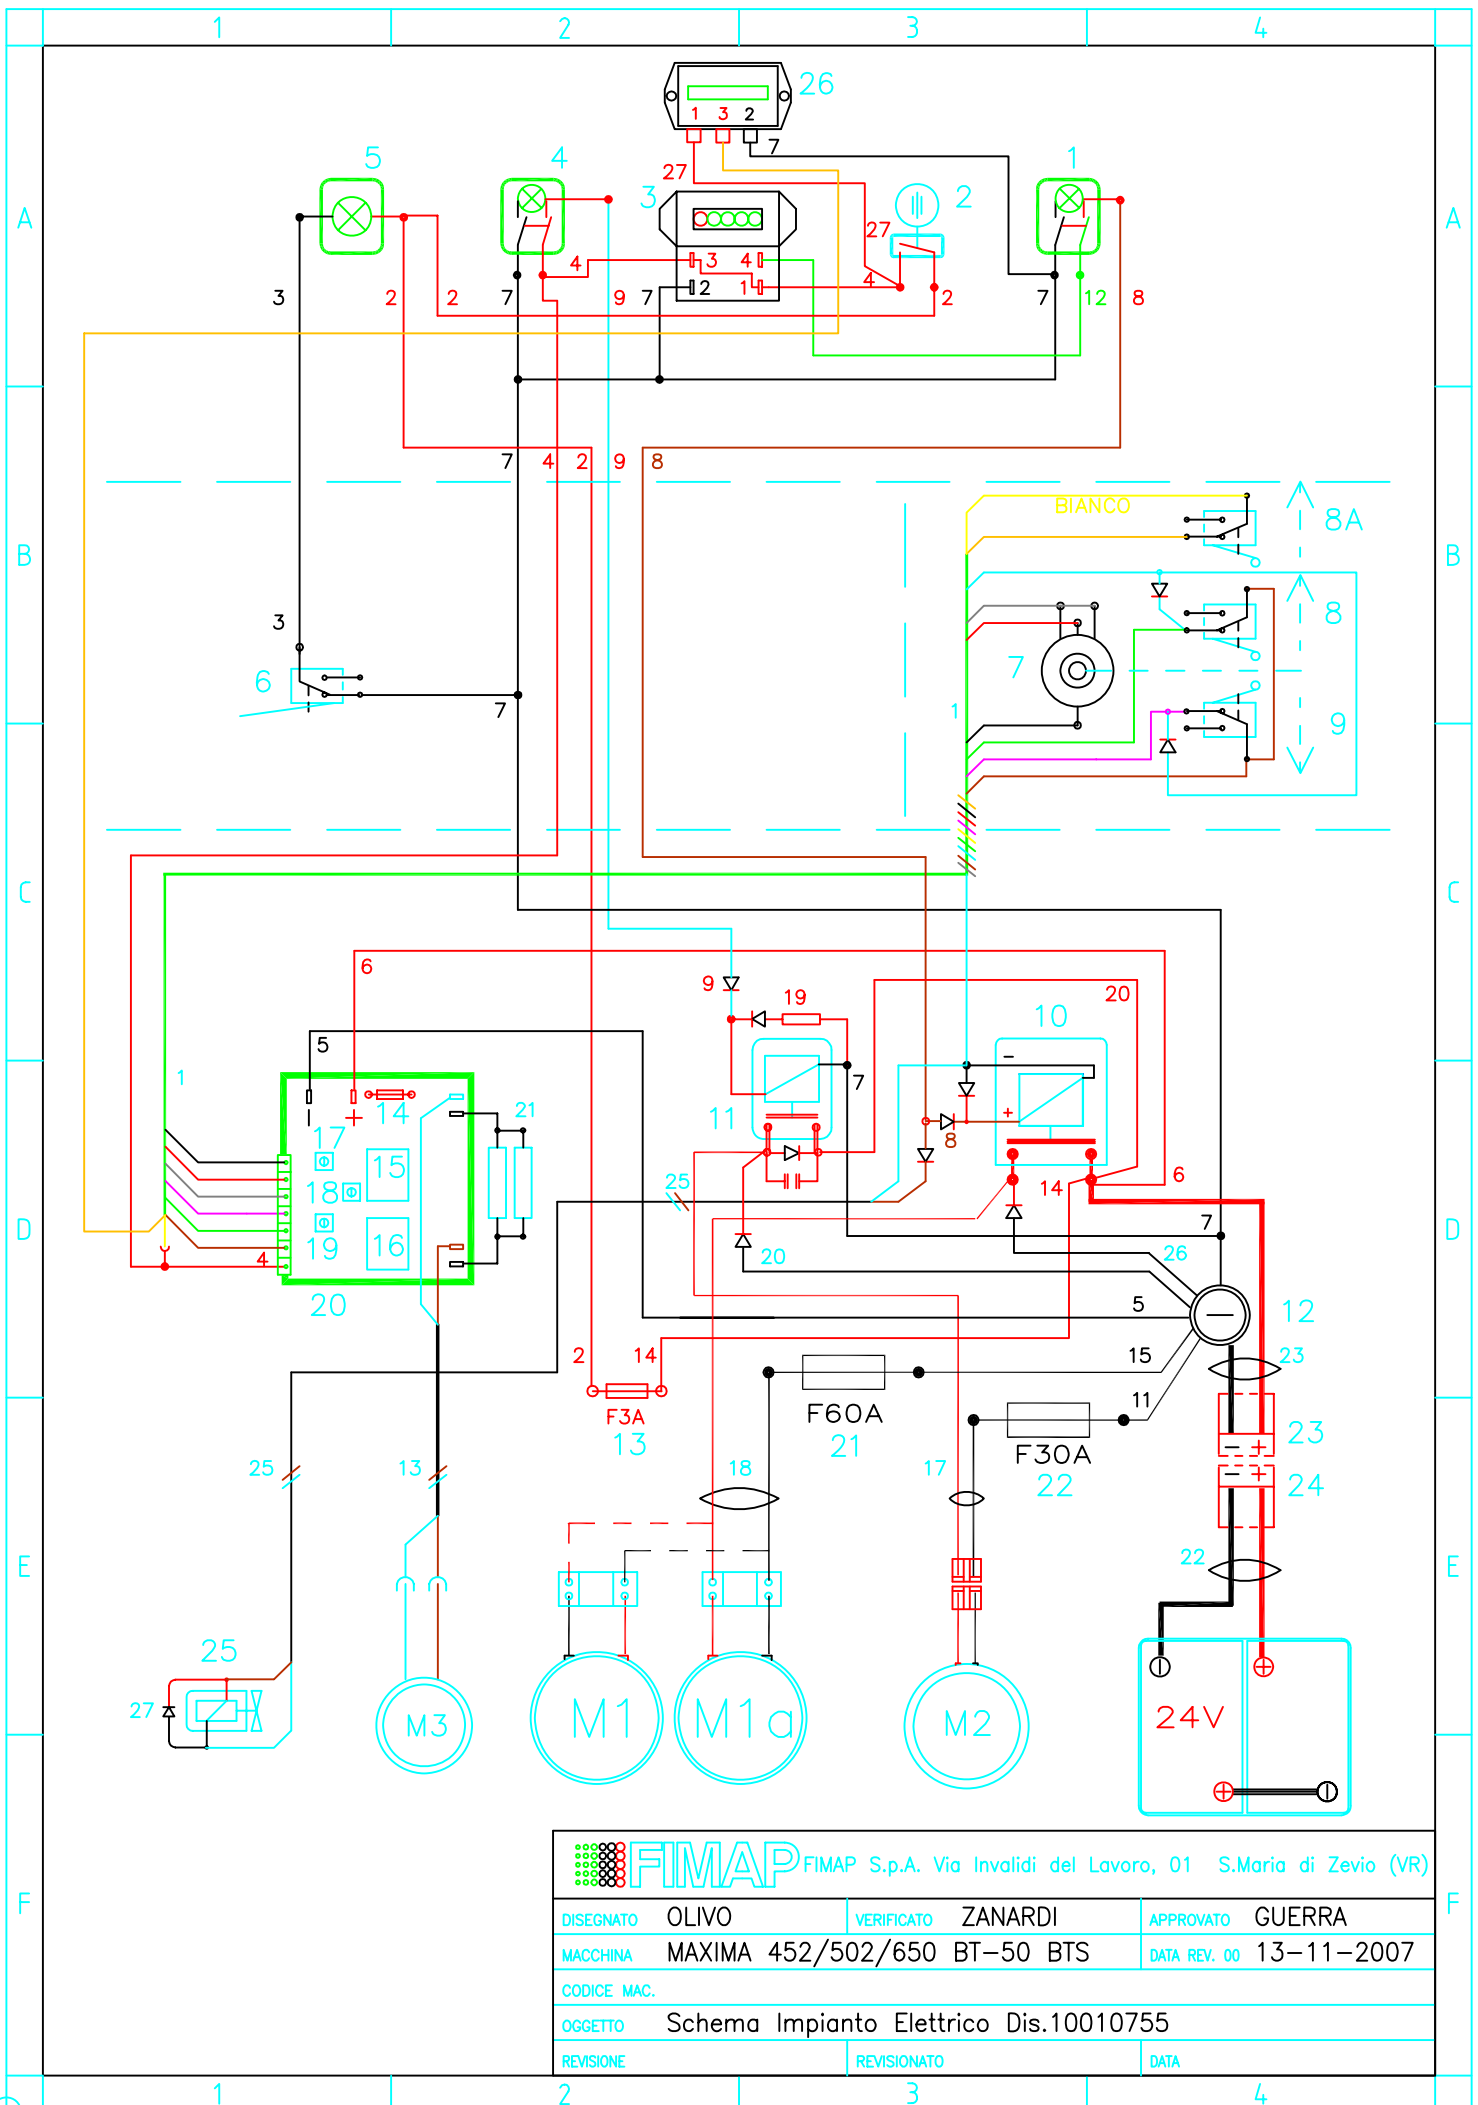 1 2 3 4
26
1 3 2
7
5 4 27 3 2 1
A A
27
3 4
4
2 1
4
3 2 2 7 9 7 2 7 12 8
7 4 2 9 8
BIANCO
8A
B B
3
8
6 7
7 1 9
C C
6
9 19 20
10
5
1 7
14 11
+ -
17 21
15 8
18 25 14 6
D 19 16 7 D
4 20 26
20 5 12
2 14 15 23
11
F3A F60A
13 21 F30A 23
- +
25 13 18 17 22 - + 24
E 22 E
25
27 M3 M1 M1a M2 24V
FIMAP FIMAP S.p.A. Via Invalidi del Lavoro, 01 S.Maria di Zevio (VR)
F F
DISEGNATO OLIVO VERIFICATO ZANARDI APPROVATO GUERRA
MACCHINA MAXIMA 452/502/650 BT-50 BTS DATA REV. 00 13-11-2007
CODICE MAC.
OGGETTO Schema Impianto Elettrico Dis.10010755
REVISIONE REVISIONATO DATA
1 2 3 4